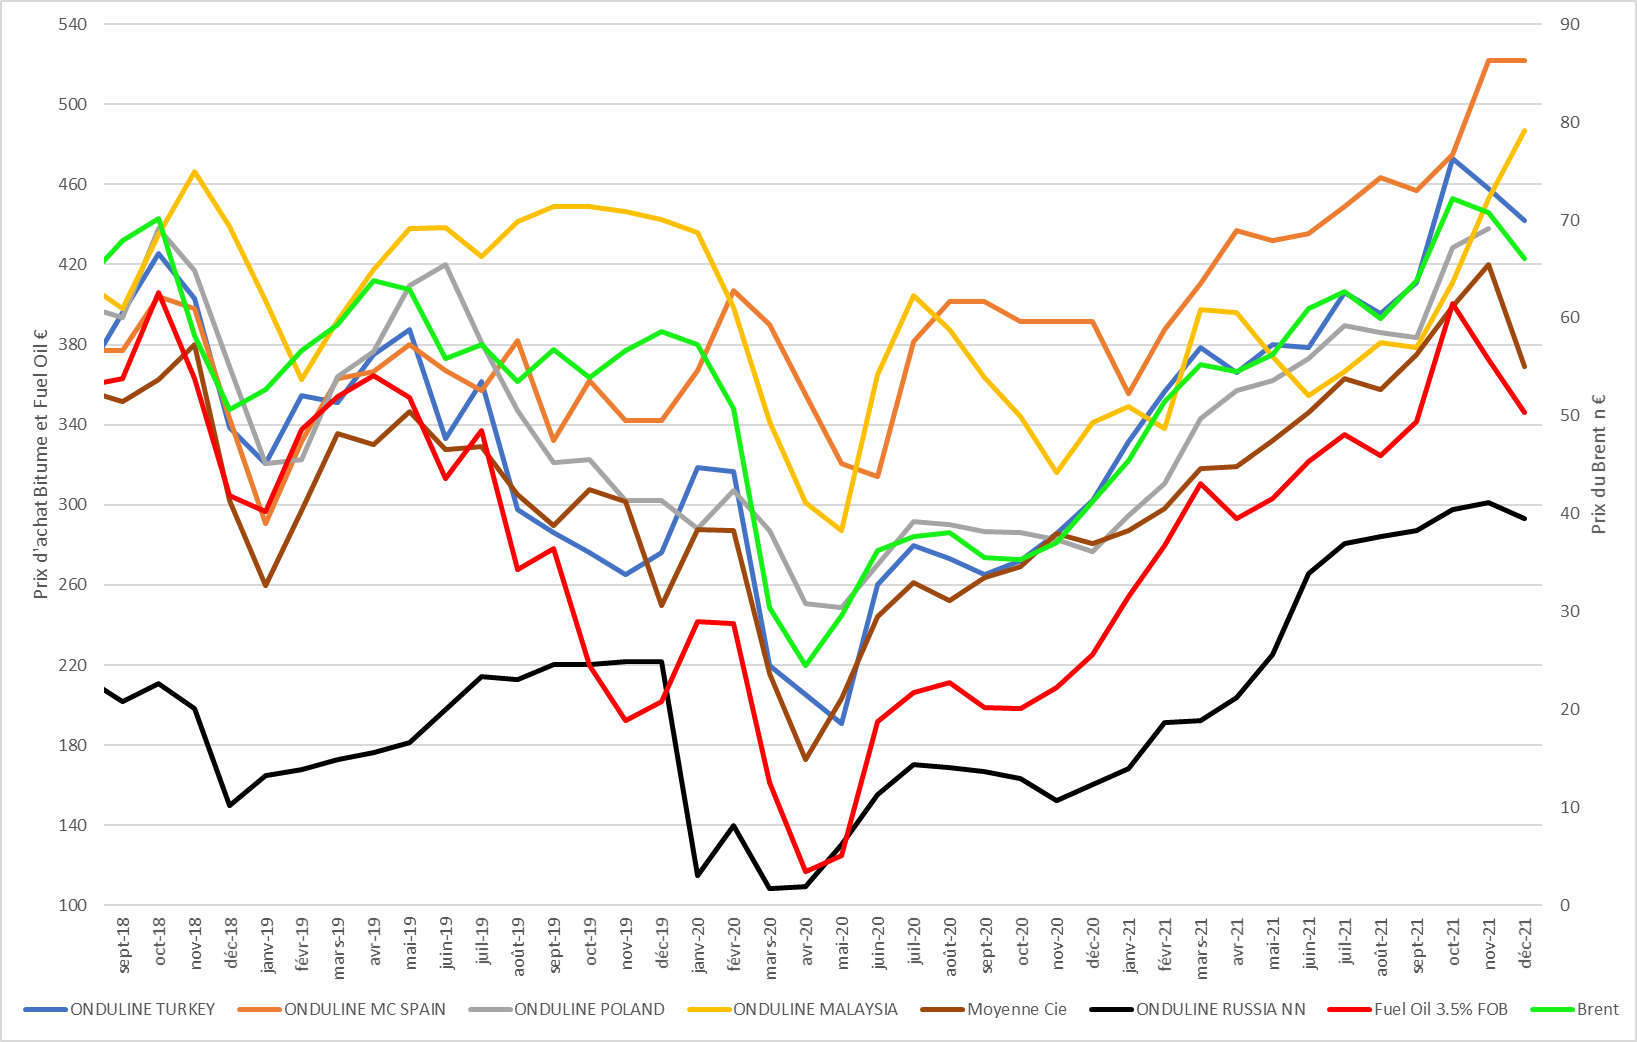 540
500
460
420
380
340
300
260
220
180
140
100
Prix d'achat Bitume et Fuel Oil €
90
80
70
60
50
40
30
20
10
0
Prix du Brent n €
sept-18
oct-18
nov-18
déc-18
janv-19
févr-19
mars-19
avr-19
mai-19
juin-19
juil-19
août-19
sept-19
oct-19
nov-19
déc-19
janv-20
févr-20
mars-20
avr-20
mai-20
juin-20
juil-20
août-20
sept-20
oct-20
nov-20
déc-20
janv-21
févr-21
mars-21
avr-21
mai-21
juin-21
juil-21
août-21
sept-21
oct-21
nov-21
déc-21
ONDULINE TURKEY
ONDULINE MC SPAIN
ONDULINE POLAND
ONDULINE MALAYSIA
Moyenne Cie
ONDULINE RUSSIA NN
Fuel Oil 3.5% FOB
Brent